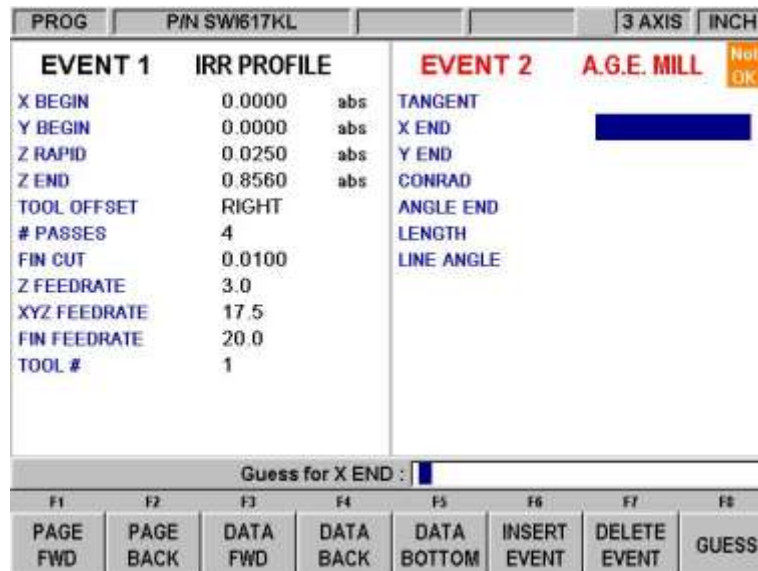 PROG P/N SWI617KL 3 AXIS INCH
EVENT 1 IRR PROFILE
X BEGIN 0.0000 abs
Y BEGIN 0.0000 abs
Z RAPID 0.0250 abs
Z END 0.8560 abs
TOOL OFFSET RIGHT
# PASSES 4
FIN CUT 0.0100
Z FEEDRATE 3.0
XYZ FEEDRATE 17.5
FIN FEEDRATE 20.0
TOOL # 1
EVENT 2 A.G.E. MILL
Not
OK
TANGENT
X END
Y END
CONRAD
ANGLE END
LENGTH
LINE ANGLE
Guess for X END :
F1 F2 F3 F4 F5 F6 F7 F8
PAGE FWD PAGE BACK DATA FWD DATA BACK DATA BOTTOM INSERT EVENT DELETE EVENT GUESS